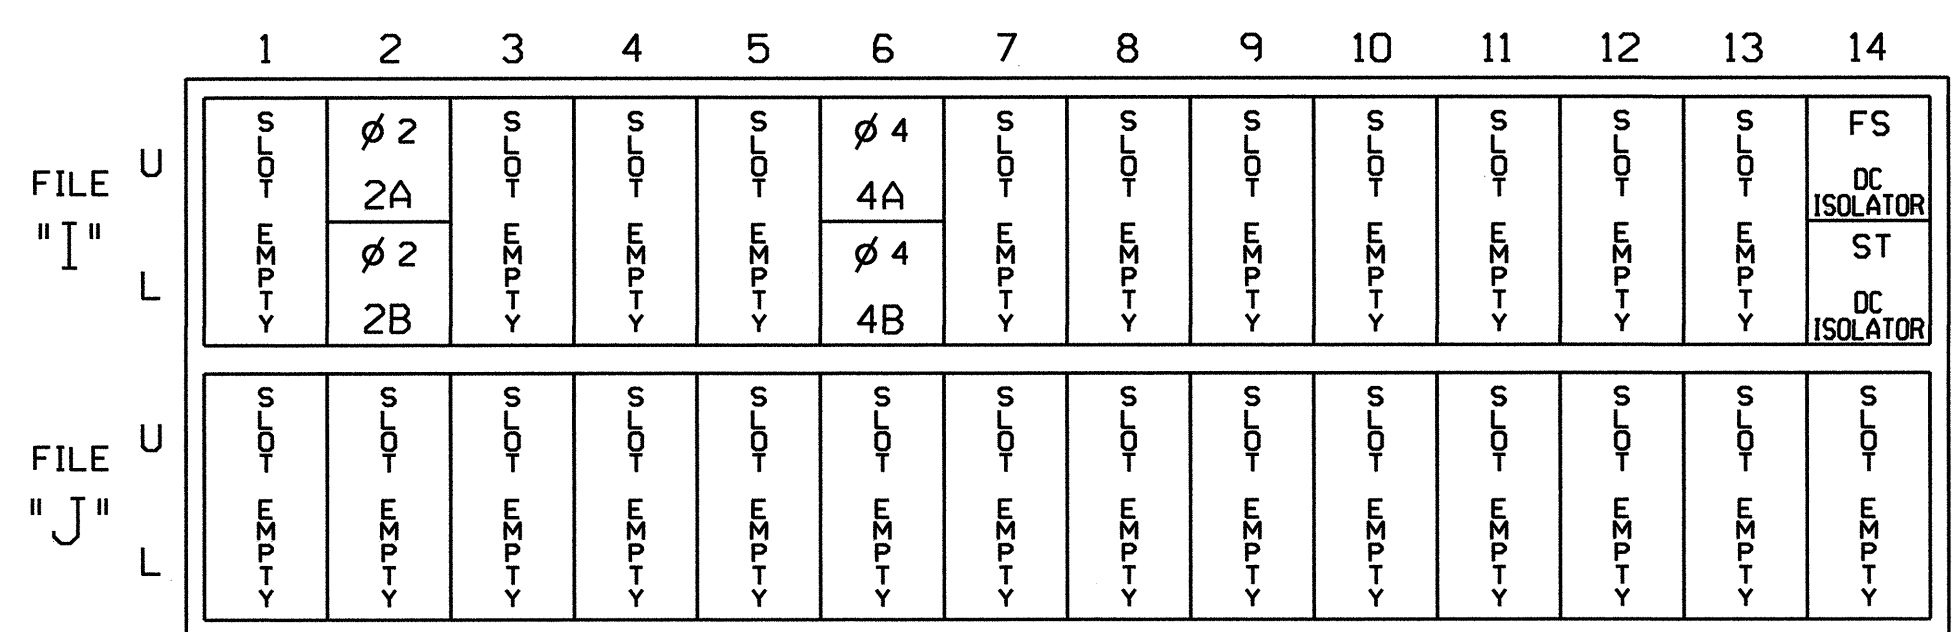 1 2 3 4 5 6 7 8 9 10 11 12 13 14
FILE "I"
U
L
SLOT EMPTY
Ø 2
2A
Ø 2
2B
SLOT EMPTY
SLOT EMPTY
SLOT EMPTY
Ø 4
4A
Ø 4
4B
SLOT EMPTY
SLOT EMPTY
SLOT EMPTY
SLOT EMPTY
SLOT EMPTY
SLOT EMPTY
SLOT EMPTY
FS
DC
ISOLATOR
ST
DC
ISOLATOR
FILE "J"
U
L
SLOT EMPTY
SLOT EMPTY
SLOT EMPTY
SLOT EMPTY
SLOT EMPTY
SLOT EMPTY
SLOT EMPTY
SLOT EMPTY
SLOT EMPTY
SLOT EMPTY
SLOT EMPTY
SLOT EMPTY
SLOT EMPTY
SLOT EMPTY